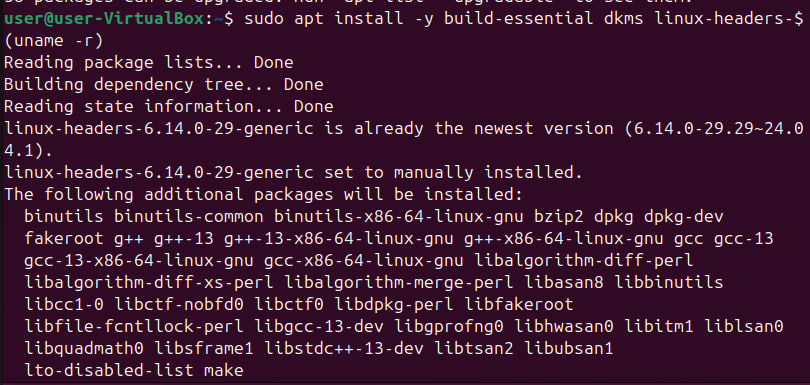 user@user-VirtualBox:~$ sudo apt install -y build-essential dkms linux-headers-$
(uname -r)
Reading package lists... Done
Building dependency tree... Done
Reading state information... Done
linux-headers-6.14.0-29-generic is already the newest version (6.14.0-29.29~24.0
4.1).
linux-headers-6.14.0-29-generic set to manually installed.
The following additional packages will be installed:
  binutils binutils-common binutils-x86-64-linux-gnu bzip2 dpkg dpkg-dev
  fakeroot g++ g++-13 g++-13-x86-64-linux-gnu g++-x86-64-linux-gnu gcc gcc-13
  gcc-13-x86-64-linux-gnu gcc-x86-64-linux-gnu libalgorithm-diff-perl
  libalgorithm-diff-xs-perl libalgorithm-merge-perl libasan8 libbinutils
  libcc1-0 libctf-nobfd0 libctf0 libdpkg-perl libfakeroot
  libfile-fcntllock-perl libgcc-13-dev libgprofng0 libhwasan0 libitm1 liblsan0
  libquadmath0 libsframe1 libstdc++-13-dev libtsan2 libubsan1
  lto-disabled-list make